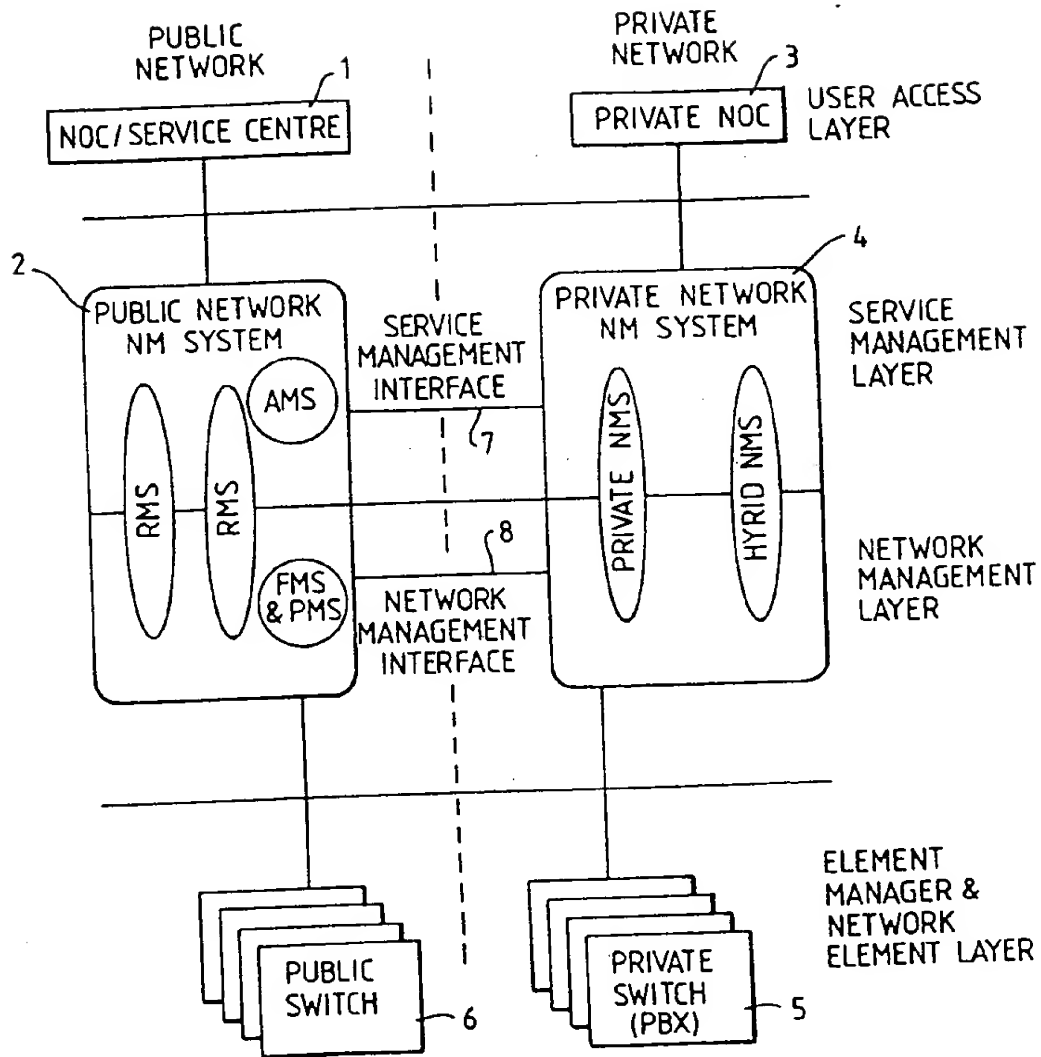 PUBLIC
NETWORK
PRIVATE
NETWORK
1
3
NOC/SERVICE CENTRE
PRIVATE NOC
USER ACCESS
LAYER
2
4
PUBLIC NETWORK
NM SYSTEM
SERVICE
MANAGEMENT
INTERFACE
PRIVATE NETWORK
NM SYSTEM
SERVICE
MANAGEMENT
LAYER
AMS
7
RMS
RMS
PRIVATE NMS
HYRID NMS
8
FMS
& PMS
NETWORK
MANAGEMENT
INTERFACE
NETWORK
MANAGEMENT
LAYER
PUBLIC
SWITCH
6
PRIVATE
SWITCH
(PBX)
5
ELEMENT
MANAGER &
NETWORK
ELEMENT LAYER